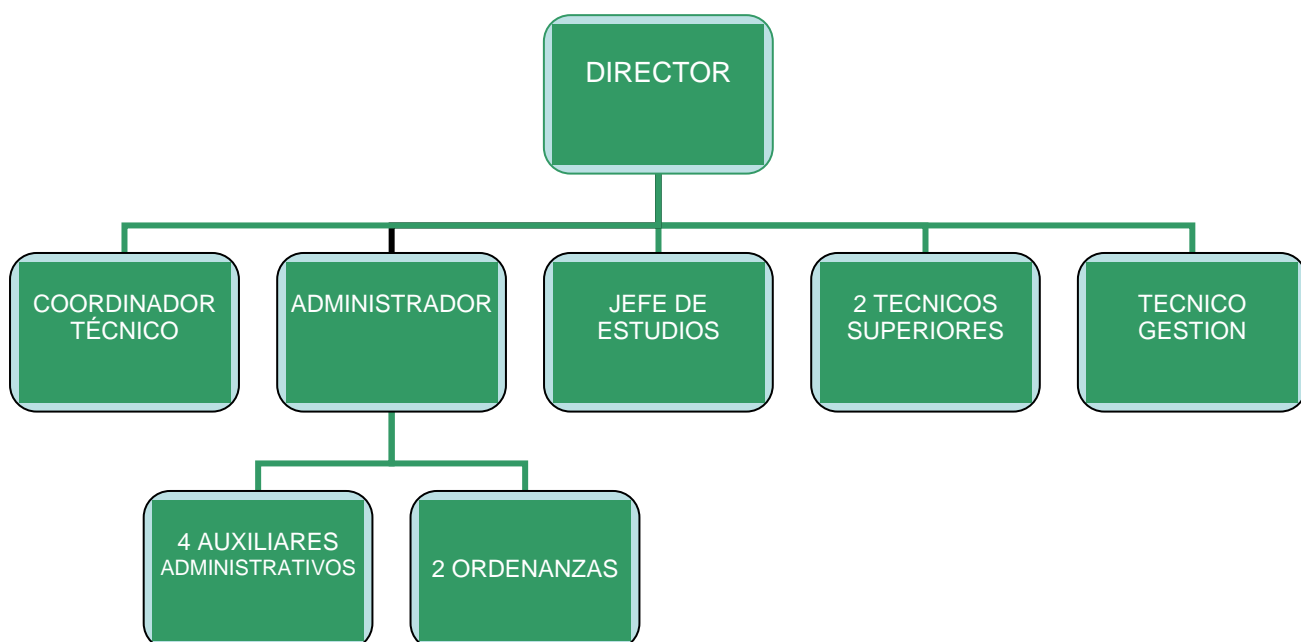 DIRECTOR
COORDINADOR
TÉCNICO
ADMINISTRADOR
JEFE DE
ESTUDIOS
2 TECNICOS
SUPERIORES
TECNICO
GESTION
4 AUXILIARES
ADMINISTRATIVOS
2 ORDENANZAS